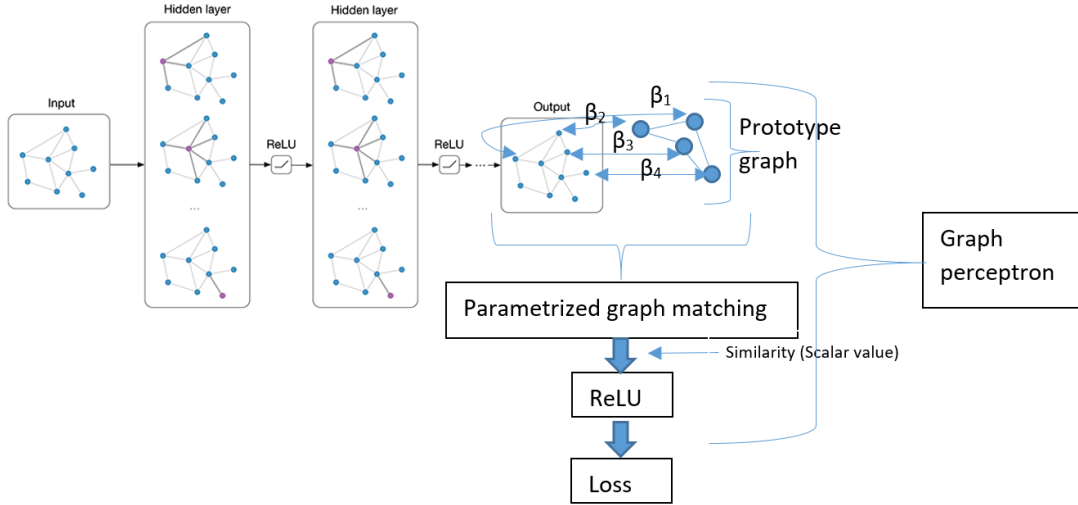 Hidden layer
Hidden layer
Input
Output
ReLU
ReLU
...
...
β1
β2
β3
β4
Prototype
graph
Graph
perceptron
Parametrized graph matching
Similarity (Scalar value)
ReLU
Loss